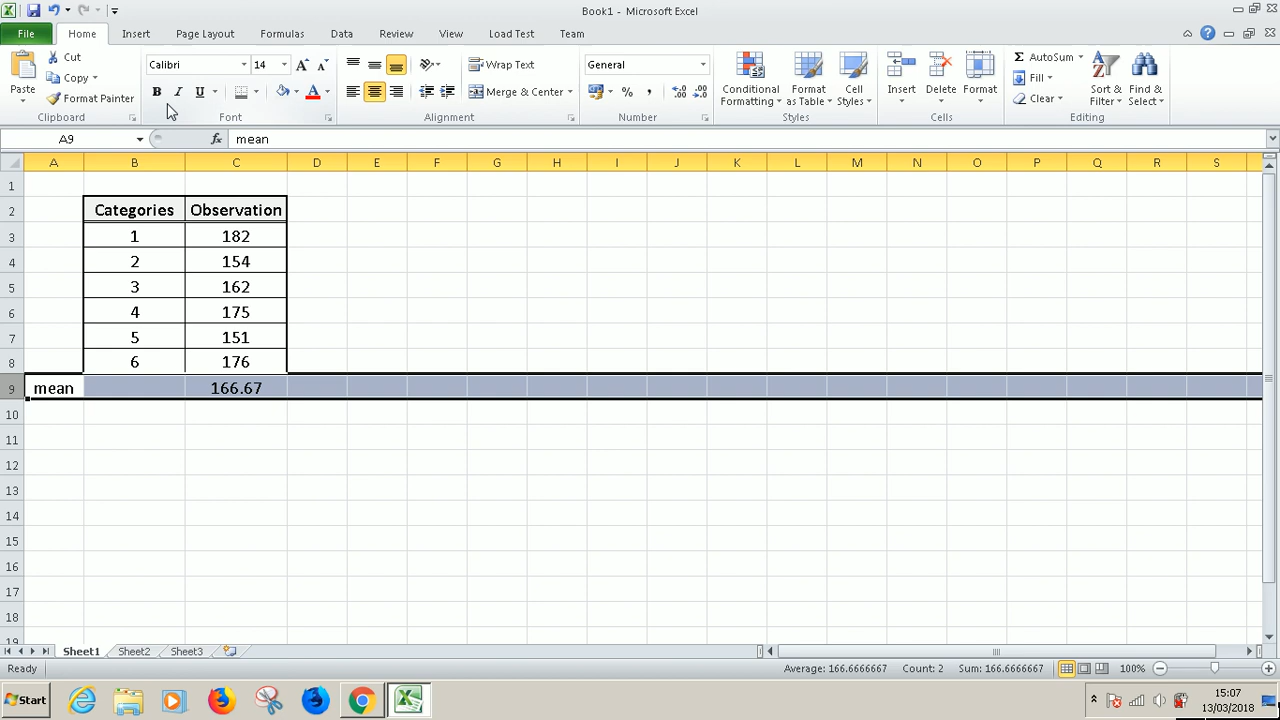 Book1 - Microsoft Excel
File Home Insert Page Layout Formulas Data Review View Load Test Team
Paste
Cut
Copy
Format Painter
Clipboard
Calibri 14
B I U
Font
Wrap Text
Merge & Center
Alignment
General
%
Number
Conditional Formatting
Format as Table
Cell Styles
Styles
Insert Delete Format
Cells
AutoSum
Fill
Clear
Sort & Filter
Find & Select
Editing
A9 fx mean
A B C D E F G H I J K L M N O P Q R S
1
2 Categories Observation
3 1 182
4 2 154
5 3 162
6 4 175
7 5 151
8 6 176
9 mean 166.67
10
11
12
13
14
15
16
17
18
19
Sheet1 Sheet2 Sheet3
Ready Average: 166.6666667 Count: 2 Sum: 166.6666667 100%
Start 15:07
13/03/2018